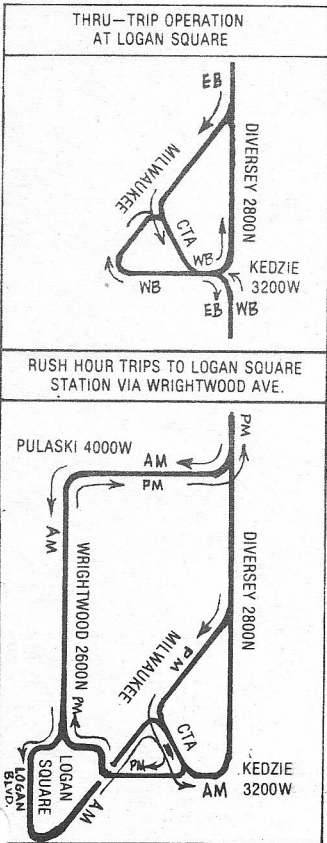 THRU-TRIP OPERATION
AT LOGAN SQUARE
EB
MILWAUKEE
DIVERSEY 2800N
CTA
WB
KEDZIE
3200W
WB
EB
WB
RUSH HOUR TRIPS TO LOGAN SQUARE
STATION VIA WRIGHTWOOD AVE.
PM
PULASKI 4000W
AM
PM
AM
WRIGHTWOOD 2600N
DIVERSEY 2800N
MILWAUKEE
PM
CTA
PM
PM
KEDZIE
3200W
AM
AM
LOGAN
SQUARE
LOGAN
BLVD.